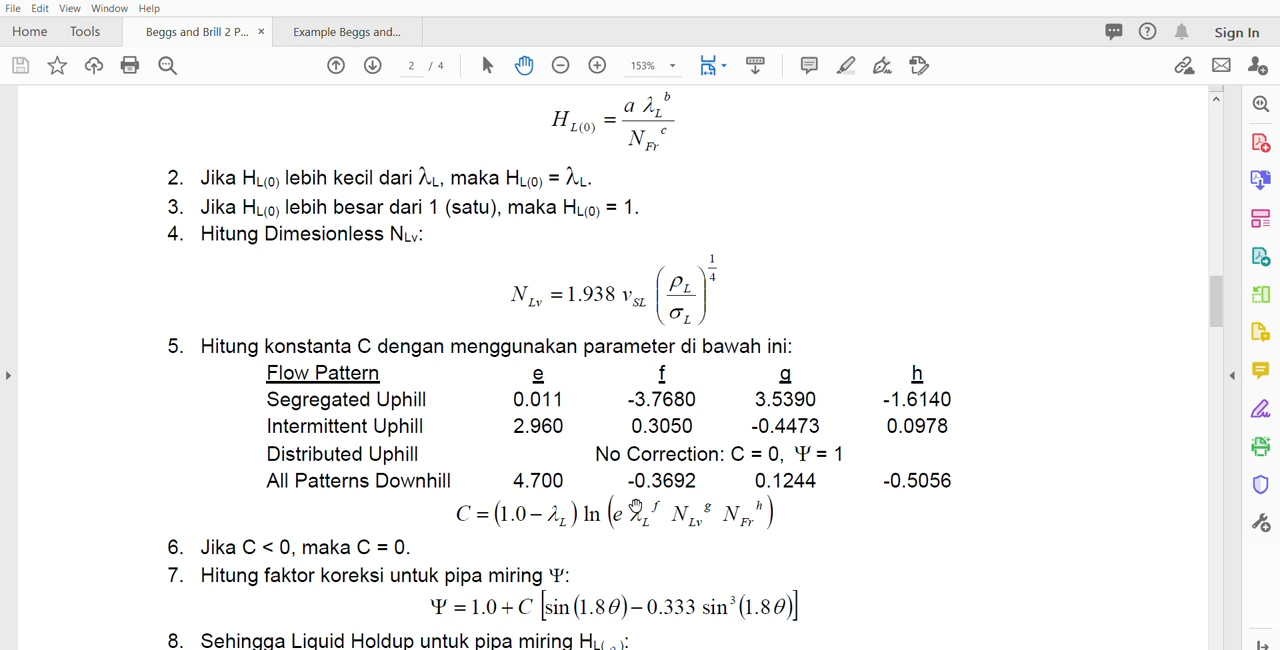 File Edit View Window Help
Home Tools Beggs and Brill 2 P... × Example Beggs and... Sign In
2 / 4 153%
H_L(0) = a λ_L^b / N_Fr^c
2. Jika H_L(0) lebih kecil dari λ_L, maka H_L(0) = λ_L.
3. Jika H_L(0) lebih besar dari 1 (satu), maka H_L(0) = 1.
4. Hitung Dimesionless N_Lv:
N_Lv = 1.938 v_SL (ρ_L / σ_L)^(1/4)
5. Hitung konstanta C dengan menggunakan parameter di bawah ini:
Flow Pattern e f g h
Segregated Uphill 0.011 -3.7680 3.5390 -1.6140
Intermittent Uphill 2.960 0.3050 -0.4473 0.0978
Distributed Uphill No Correction: C = 0, Ψ = 1
All Patterns Downhill 4.700 -0.3692 0.1244 -0.5056
C = (1.0 − λ_L) ln (e λ_L^f N_Lv^g N_Fr^h)
6. Jika C < 0, maka C = 0.
7. Hitung faktor koreksi untuk pipa miring Ψ:
Ψ = 1.0 + C [sin (1.8θ) − 0.333 sin³ (1.8θ)]
8. Sehingga Liquid Holdup untuk pipa miring H_L(θ):